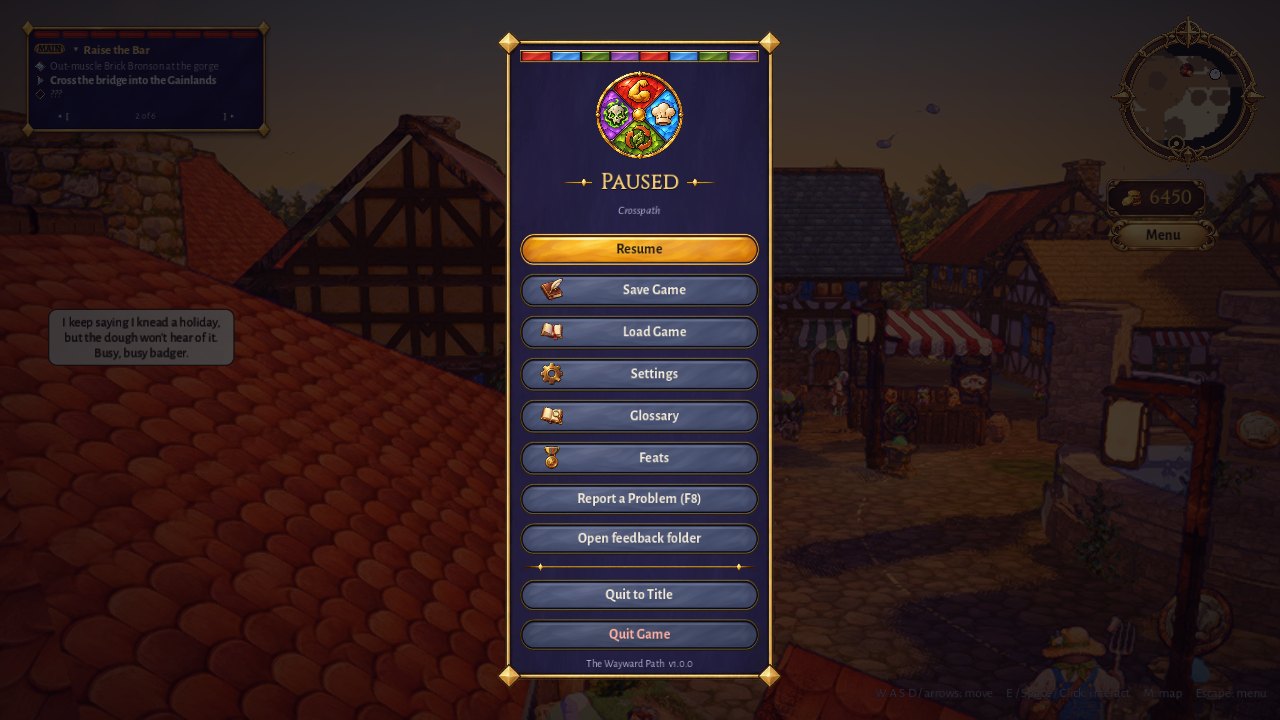 MAIN ▾ Raise the Bar
Out-muscle Brick Bronson at the gorge
Cross the bridge into the Gainlands
???
2 of 6
I keep saying I knead a holiday,
but the dough won't hear of it.
Busy, busy badger.
PAUSED
Crosspath
Resume
Save Game
Load Game
Settings
Glossary
Feats
Report a Problem (F8)
Open feedback folder
Quit to Title
Quit Game
The Wayward Path v1.0.0
6450
Menu
W A S D / arrows: move E / Space / Click: interact M: map Escape: menu